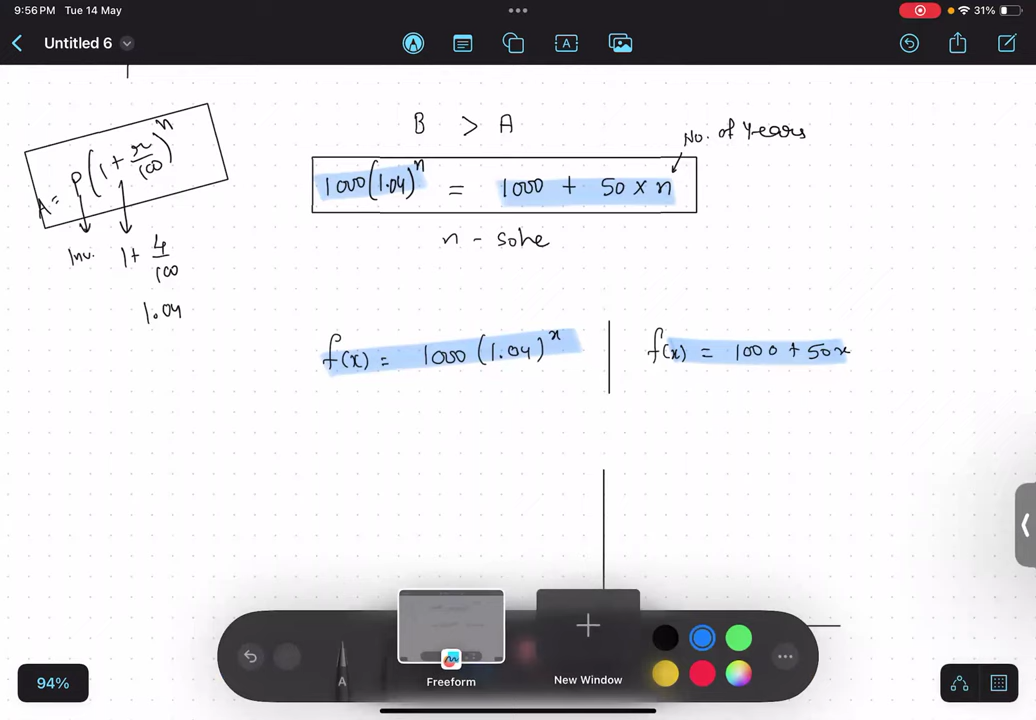 9:56 PM Tue 14 May
31%
Untitled 6
A = P(1 + r/100)^n
Inv.
1 + 4/100
1.04
B > A
No. of years
1000(1.04)^n = 1000 + 50 × n
n - solve
f(x) = 1000(1.04)^x
f(x) = 1000 + 50x
A
Freeform
New Window
94%
A